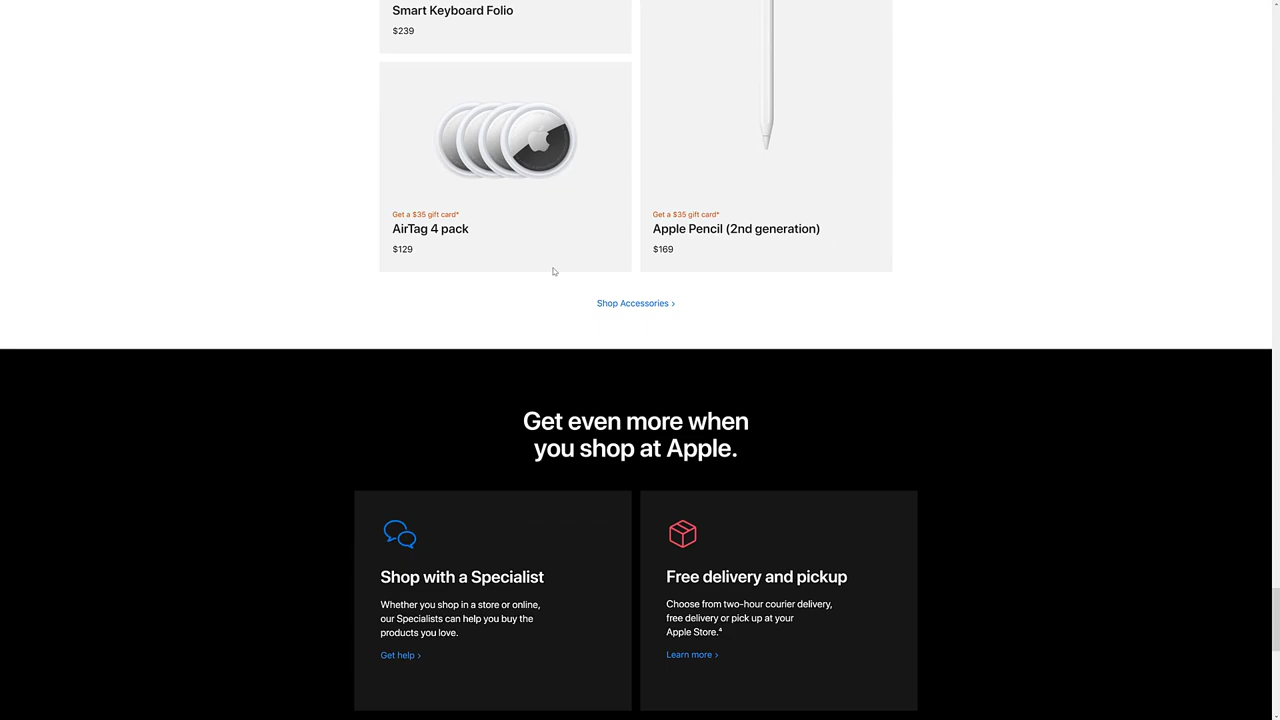 Smart Keyboard Folio
$239
Get a $35 gift card*
AirTag 4 pack
$129
Get a $35 gift card*
Apple Pencil (2nd generation)
$169
Shop Accessories >
Get even more when
you shop at Apple.
Shop with a Specialist
Whether you shop in a store or online,
our Specialists can help you buy the
products you love.
Get help >
Free delivery and pickup
Choose from two-hour courier delivery,
free delivery or pick up at your
Apple Store.⁴
Learn more >